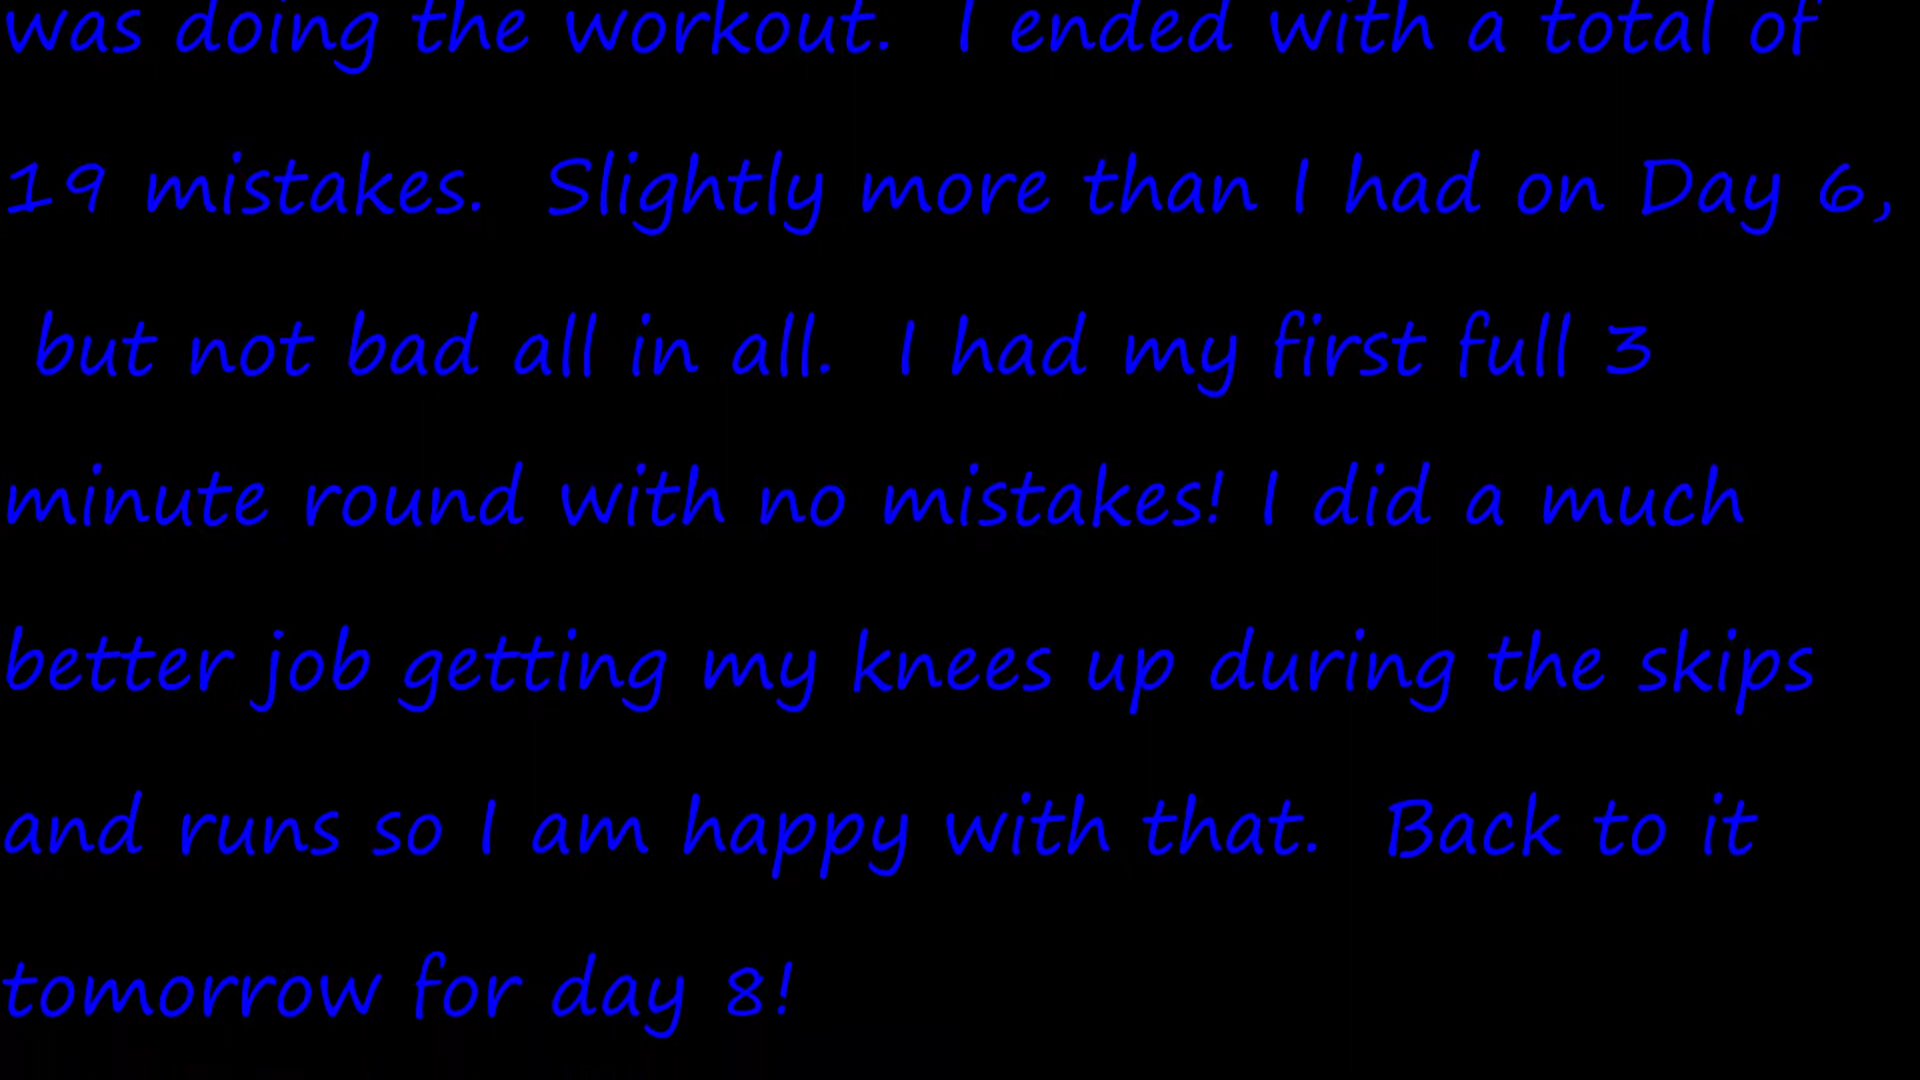 was doing the workout.  I ended with a total of
19 mistakes.  Slightly more than I had on Day 6,
but not bad all in all.  I had my first full 3
minute round with no mistakes! I did a much
better job getting my knees up during the skips
and runs so I am happy with that.  Back to it
tomorrow for day 8!